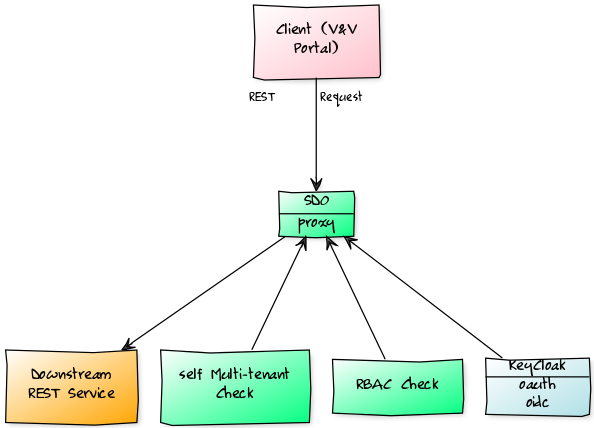 Client (V&V
Portal)
REST
Request
SDO
proxy
Downstream
REST Service
self Multi-tenant
Check
RBAC Check
KeyCloak
oauth
oidc